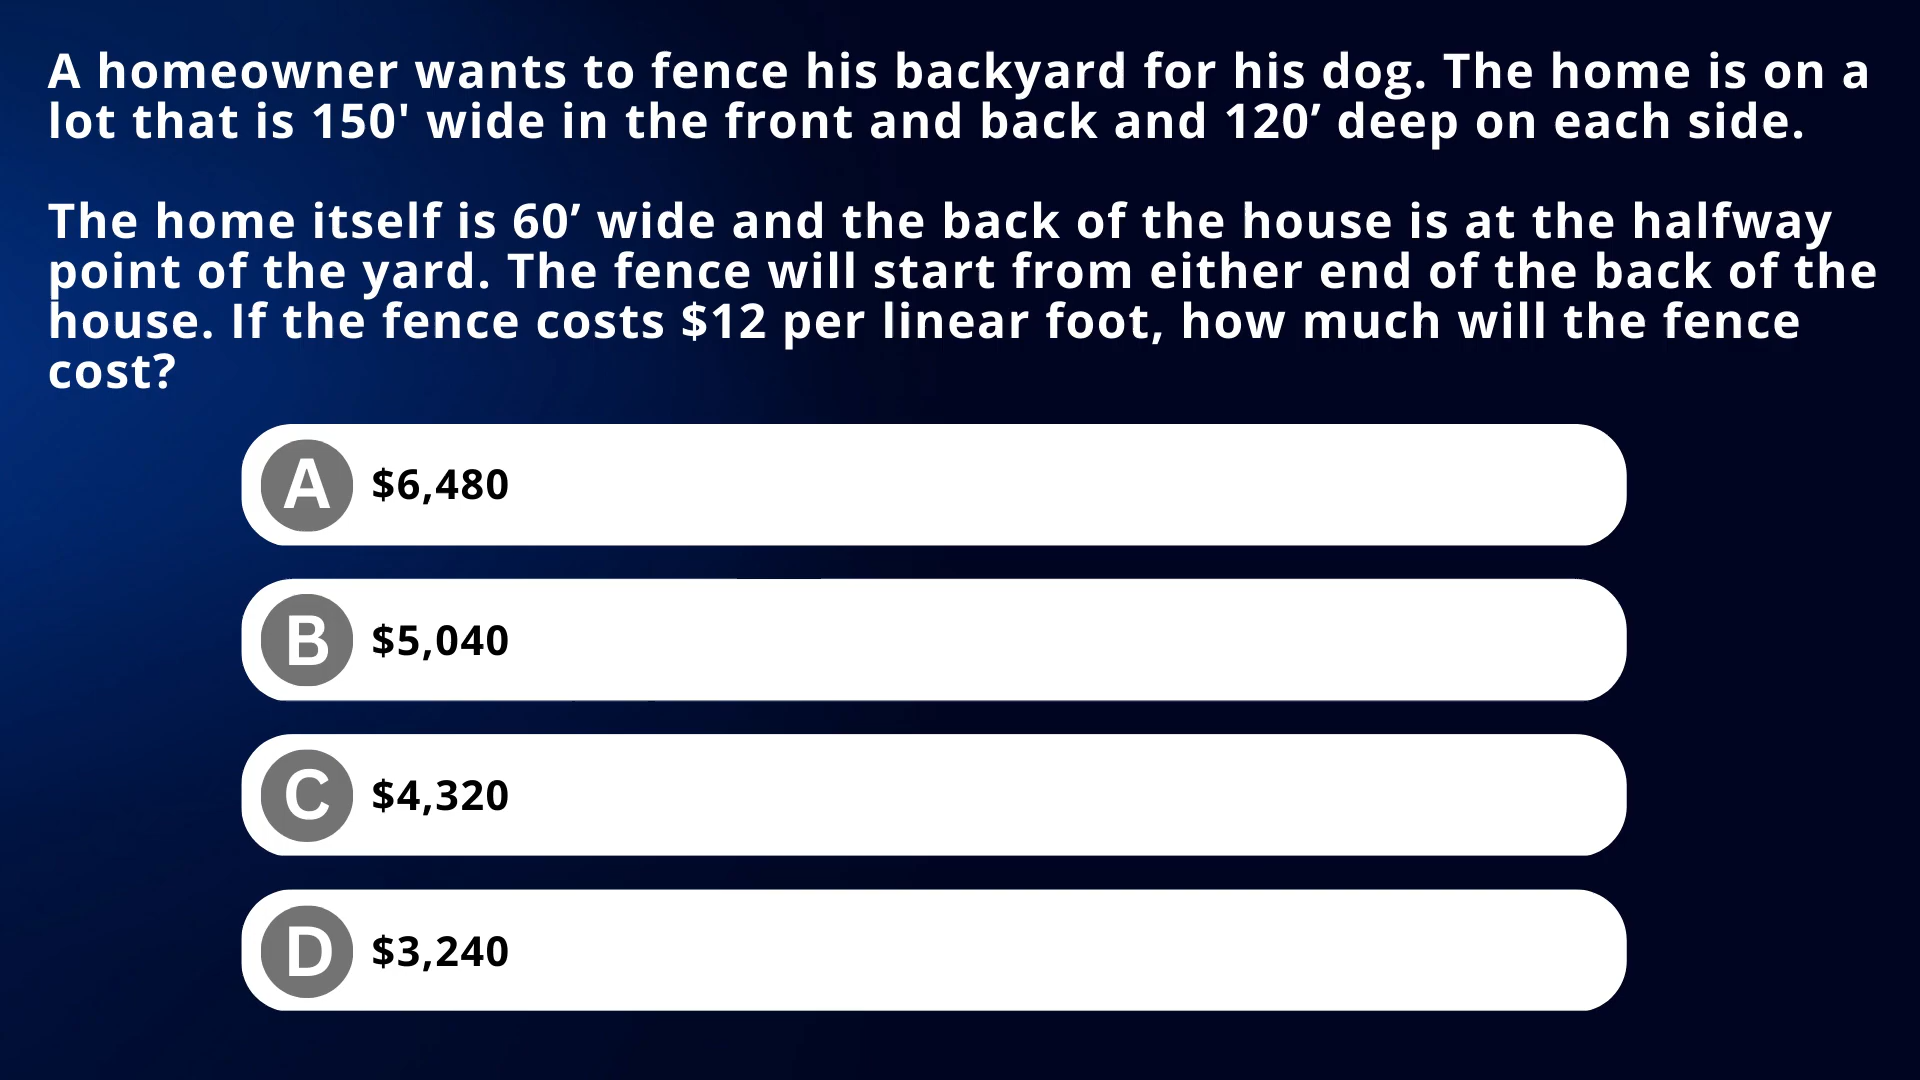 A homeowner wants to fence his backyard for his dog. The home is on a
lot that is 150' wide in the front and back and 120’ deep on each side.
The home itself is 60’ wide and the back of the house is at the halfway
point of the yard. The fence will start from either end of the back of the
house. If the fence costs $12 per linear foot, how much will the fence
cost?
A $6,480
B $5,040
C $4,320
D $3,240